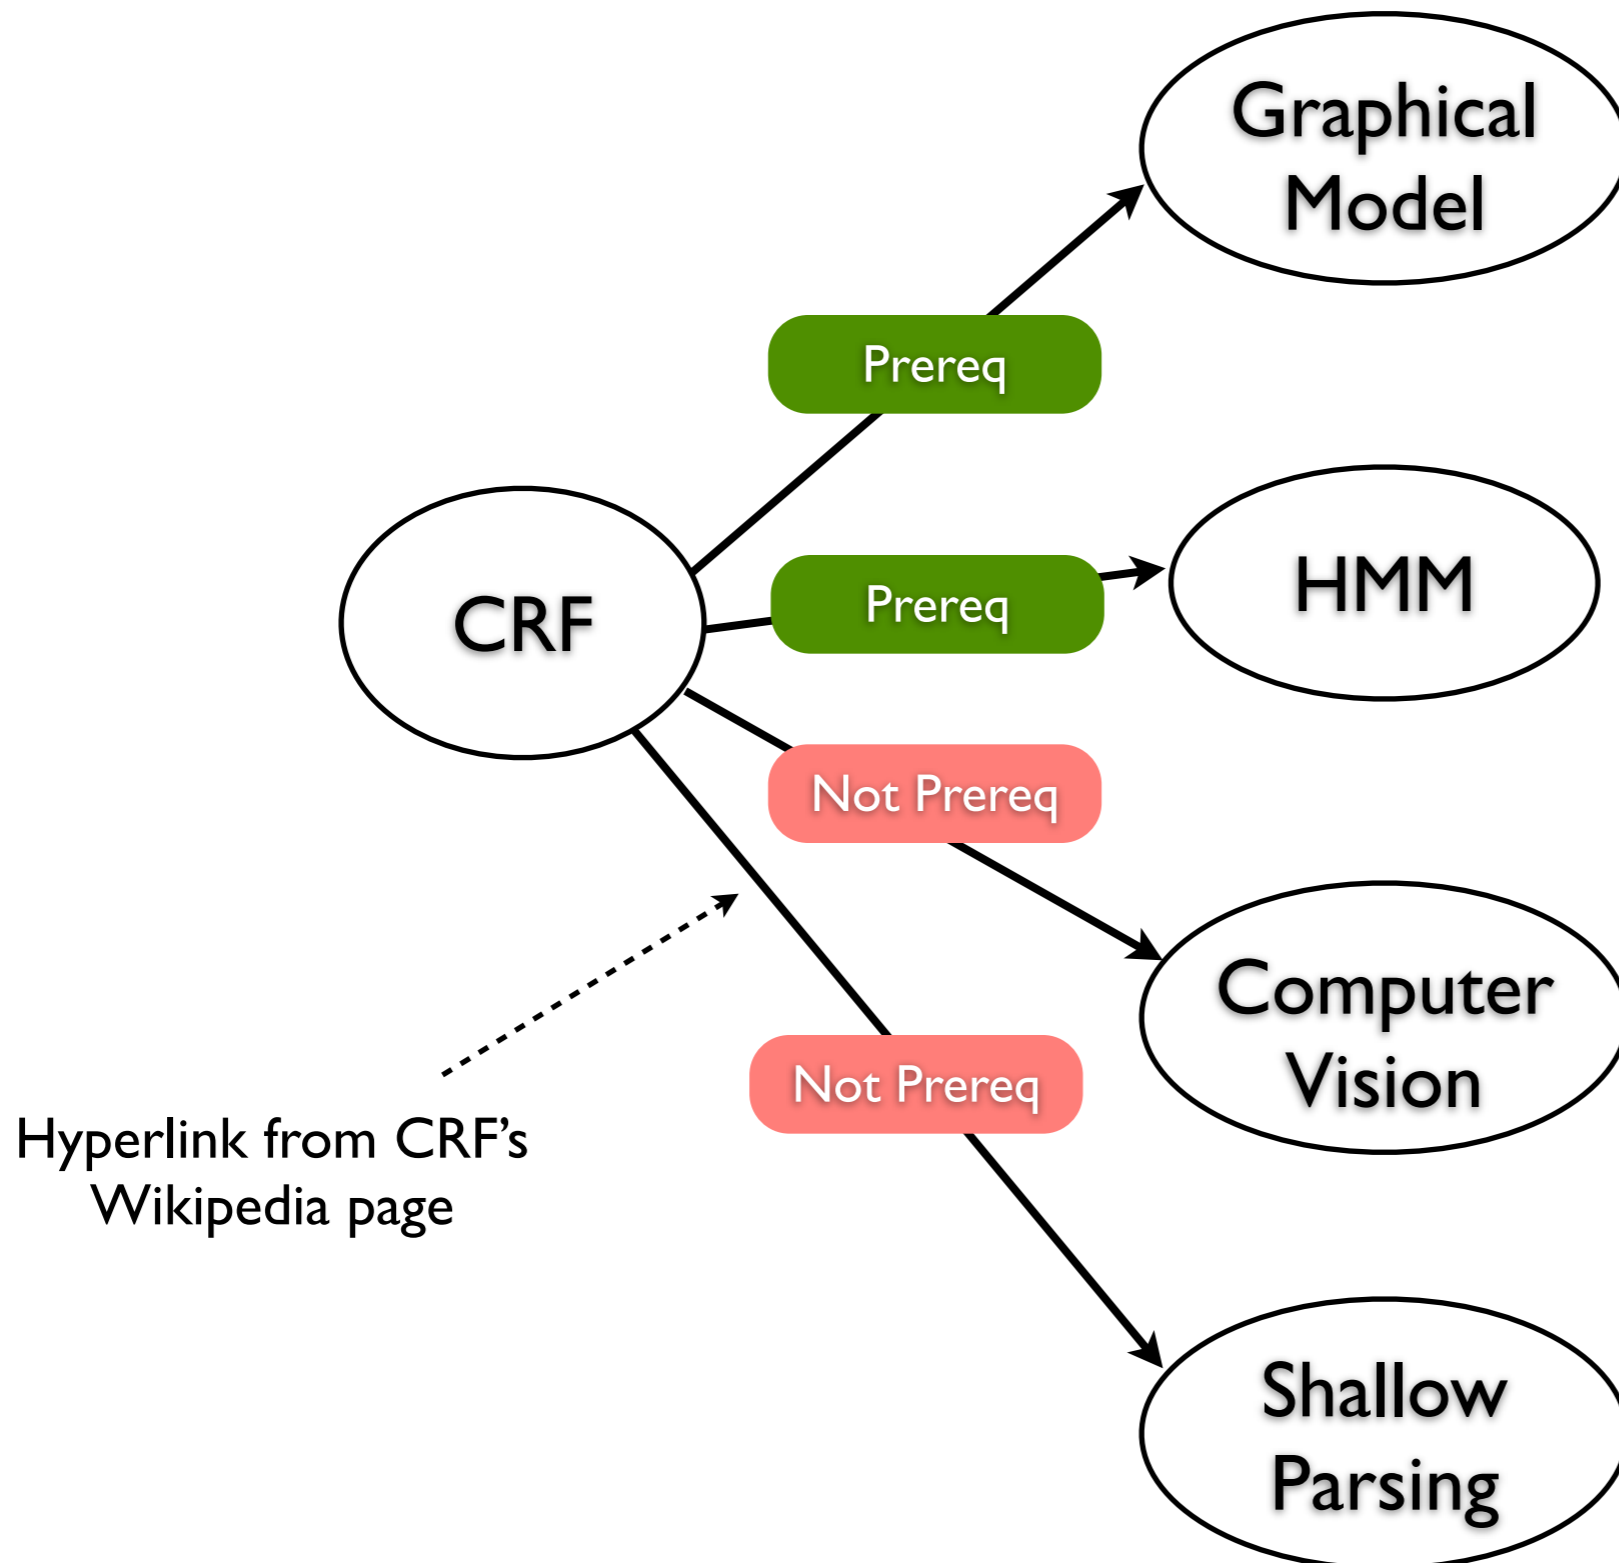 Graphical
Model
Prereq
CRF
Prereq
HMM
Not Prereq
Computer
Vision
Not Prereq
Hyperlink from CRF’s
Wikipedia page
Shallow
Parsing